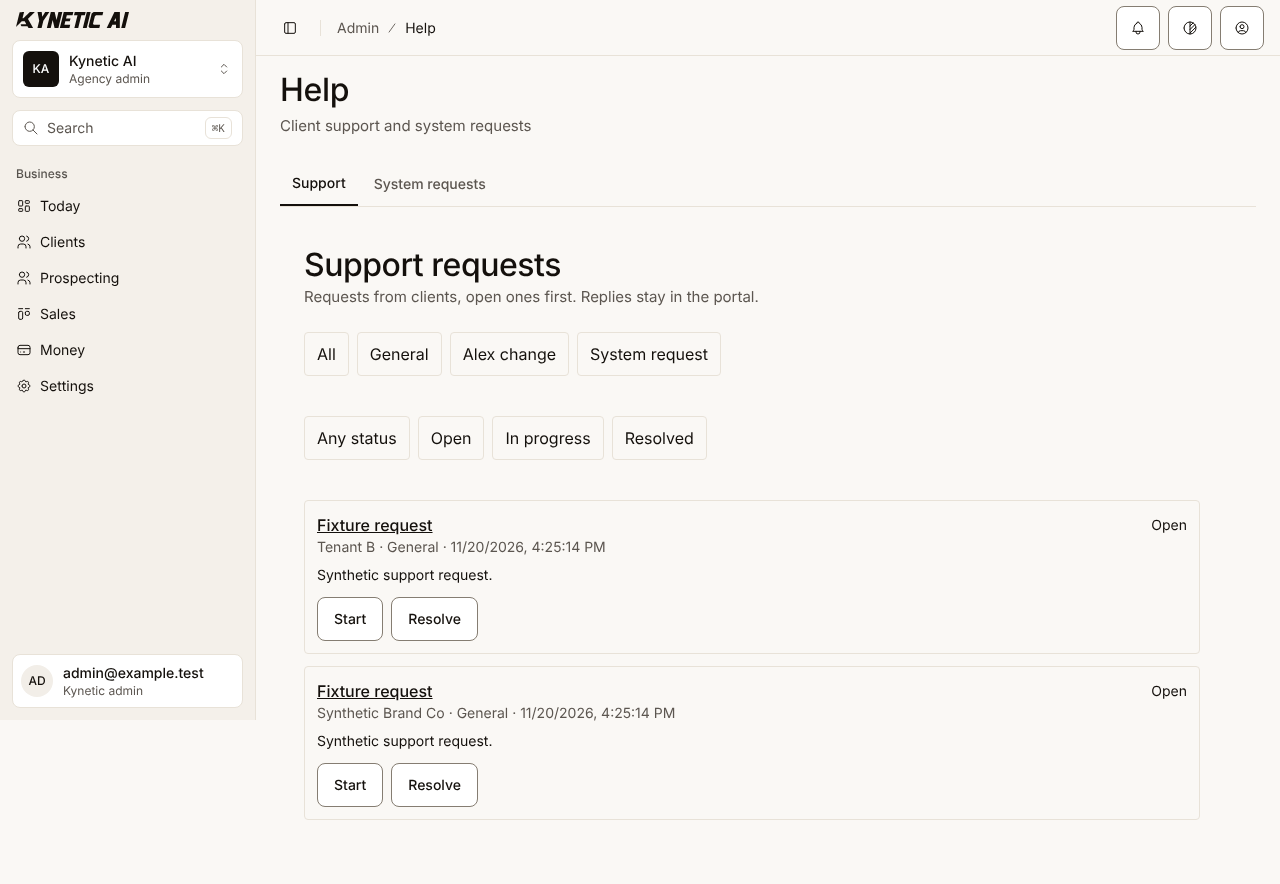 KYNETIC AI
KA
Kynetic AI
Agency admin
Search
⌘K
Business
Today
Clients
Prospecting
Sales
Money
Settings
AD
admin@example.test
Kynetic admin
Admin / Help
Help
Client support and system requests
Support
System requests
Support requests
Requests from clients, open ones first. Replies stay in the portal.
All
General
Alex change
System request
Any status
Open
In progress
Resolved
Fixture request
Open
Tenant B · General · 11/20/2026, 4:25:14 PM
Synthetic support request.
Start
Resolve
Fixture request
Open
Synthetic Brand Co · General · 11/20/2026, 4:25:14 PM
Synthetic support request.
Start
Resolve